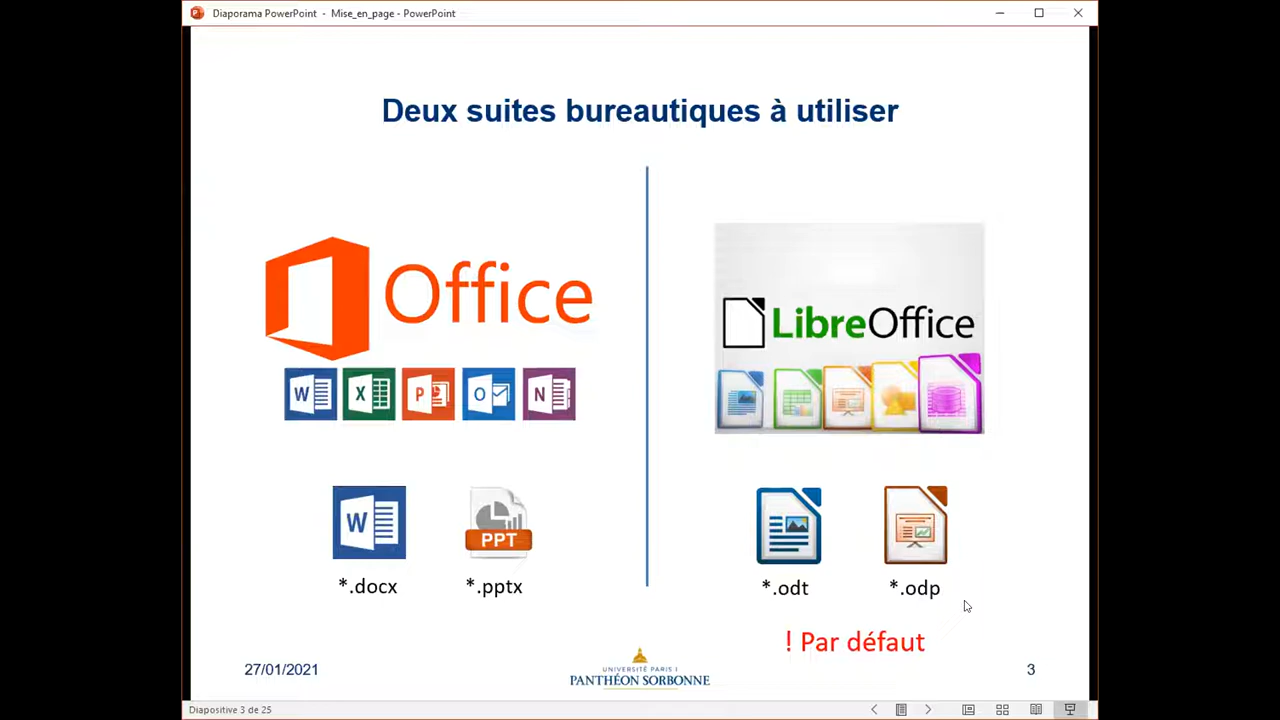 Diaporama PowerPoint - Mise_en_page - PowerPoint
Deux suites bureautiques à utiliser
Office
W X P O N
LibreOffice
W
PPT
*.docx
*.pptx
*.odt
*.odp
! Par défaut
27/01/2021
UNIVERSITÉ PARIS 1
PANTHÉON SORBONNE
3
Diapositive 3 de 25